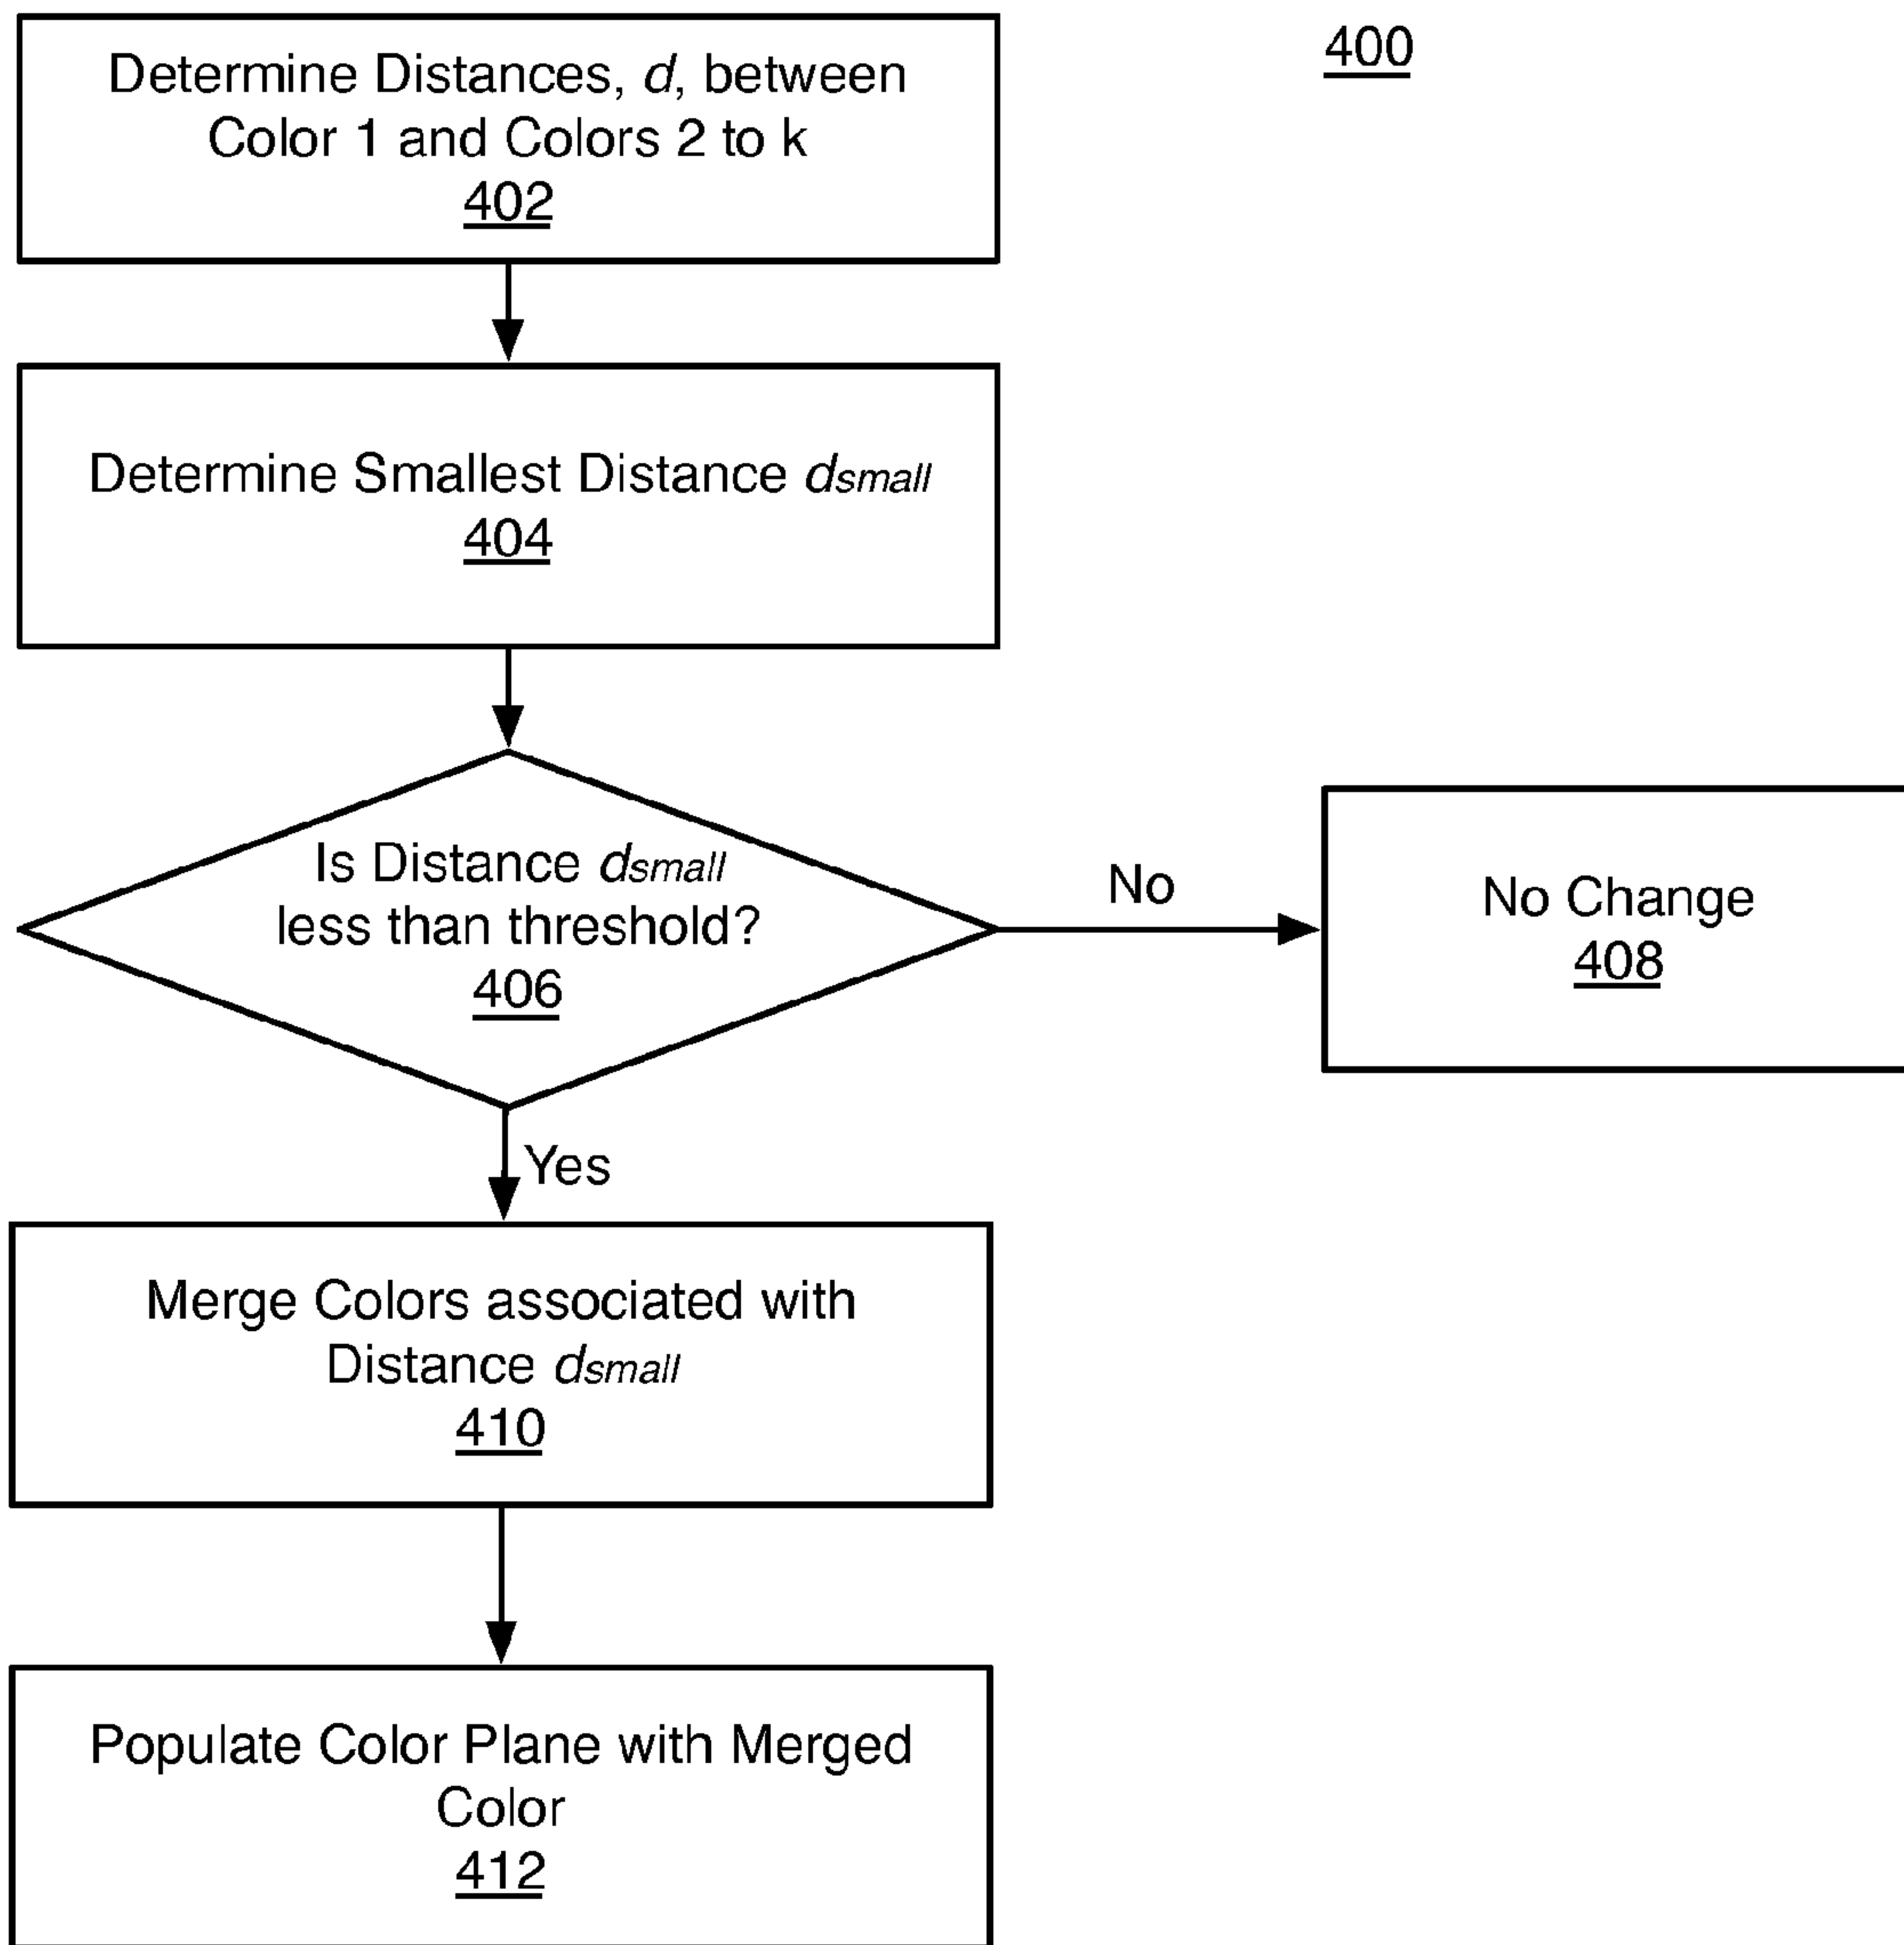 400
Determine Distances, d, between
Color 1 and Colors 2 to k
402
Determine Smallest Distance dsmall
404
Is Distance dsmall
less than threshold?
406
No
No Change
408
Yes
Merge Colors associated with
Distance dsmall
410
Populate Color Plane with Merged
Color
412